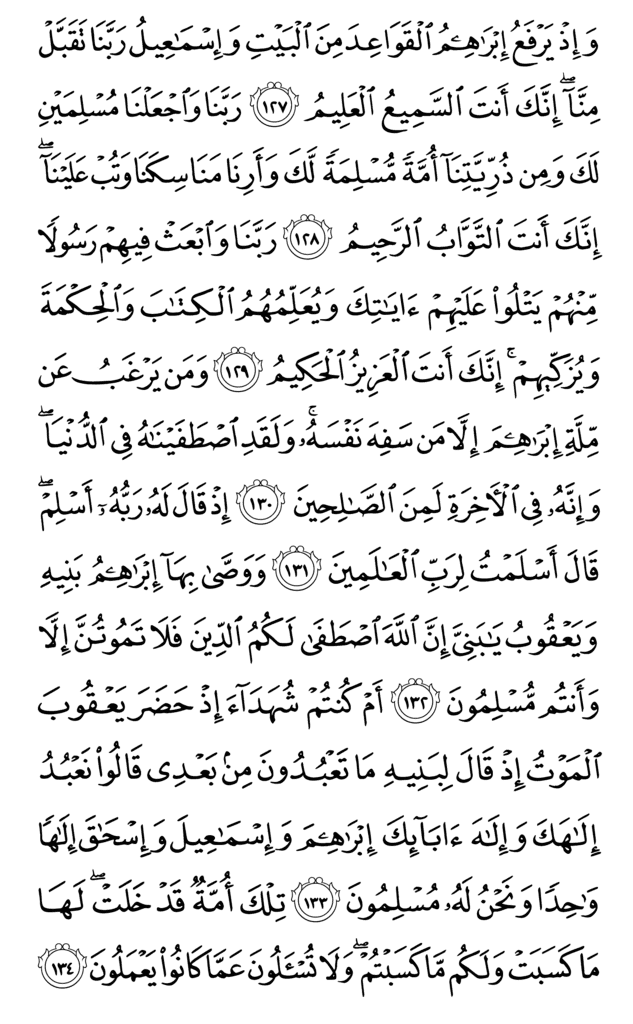 وَإِذۡ يَرۡفَعُ إِبۡرَٰهِـۧمُ ٱلۡقَوَاعِدَ مِنَ ٱلۡبَيۡتِ وَإِسۡمَٰعِيلُ رَبَّنَا تَقَبَّلۡ
مِنَّآۖ إِنَّكَ أَنتَ ٱلسَّمِيعُ ٱلۡعَلِيمُ ١٢٧ رَبَّنَا وَٱجۡعَلۡنَا مُسۡلِمَيۡنِ
لَكَ وَمِن ذُرِّيَّتِنَآ أُمَّةٗ مُّسۡلِمَةٗ لَّكَ وَأَرِنَا مَنَاسِكَنَا وَتُبۡ عَلَيۡنَآۖ
إِنَّكَ أَنتَ ٱلتَّوَّابُ ٱلرَّحِيمُ ١٢٨ رَبَّنَا وَٱبۡعَثۡ فِيهِمۡ رَسُولٗا
مِّنۡهُمۡ يَتۡلُواْ عَلَيۡهِمۡ ءَايَٰتِكَ وَيُعَلِّمُهُمُ ٱلۡكِتَٰبَ وَٱلۡحِكۡمَةَ
وَيُزَكِّيهِمۡۚ إِنَّكَ أَنتَ ٱلۡعَزِيزُ ٱلۡحَكِيمُ ١٢٩ وَمَن يَرۡغَبُ عَن
مِّلَّةِ إِبۡرَٰهِـۧمَ إِلَّا مَن سَفِهَ نَفۡسَهُۥۚ وَلَقَدِ ٱصۡطَفَيۡنَٰهُ فِي ٱلدُّنۡيَاۖ
وَإِنَّهُۥ فِي ٱلۡأٓخِرَةِ لَمِنَ ٱلصَّٰلِحِينَ ١٣٠ إِذۡ قَالَ لَهُۥ رَبُّهُۥٓ أَسۡلِمۡۖ
قَالَ أَسۡلَمۡتُ لِرَبِّ ٱلۡعَٰلَمِينَ ١٣١ وَوَصَّىٰ بِهَآ إِبۡرَٰهِـۧمُ بَنِيهِ
وَيَعۡقُوبُ يَٰبَنِيَّ إِنَّ ٱللَّهَ ٱصۡطَفَىٰ لَكُمُ ٱلدِّينَ فَلَا تَمُوتُنَّ إِلَّا
وَأَنتُم مُّسۡلِمُونَ ١٣٢ أَمۡ كُنتُمۡ شُهَدَآءَ إِذۡ حَضَرَ يَعۡقُوبَ
ٱلۡمَوۡتُ إِذۡ قَالَ لِبَنِيهِ مَا تَعۡبُدُونَ مِنۢ بَعۡدِي قَالُواْ نَعۡبُدُ
إِلَٰهَكَ وَإِلَٰهَ ءَابَآئِكَ إِبۡرَٰهِـۧمَ وَإِسۡمَٰعِيلَ وَإِسۡحَٰقَ إِلَٰهٗا
وَٰحِدٗا وَنَحۡنُ لَهُۥ مُسۡلِمُونَ ١٣٣ تِلۡكَ أُمَّةٞ قَدۡ خَلَتۡۖ لَهَا
مَا كَسَبَتۡ وَلَكُم مَّا كَسَبۡتُمۡۖ وَلَا تُسۡـَٔلُونَ عَمَّا كَانُواْ يَعۡمَلُونَ ١٣٤